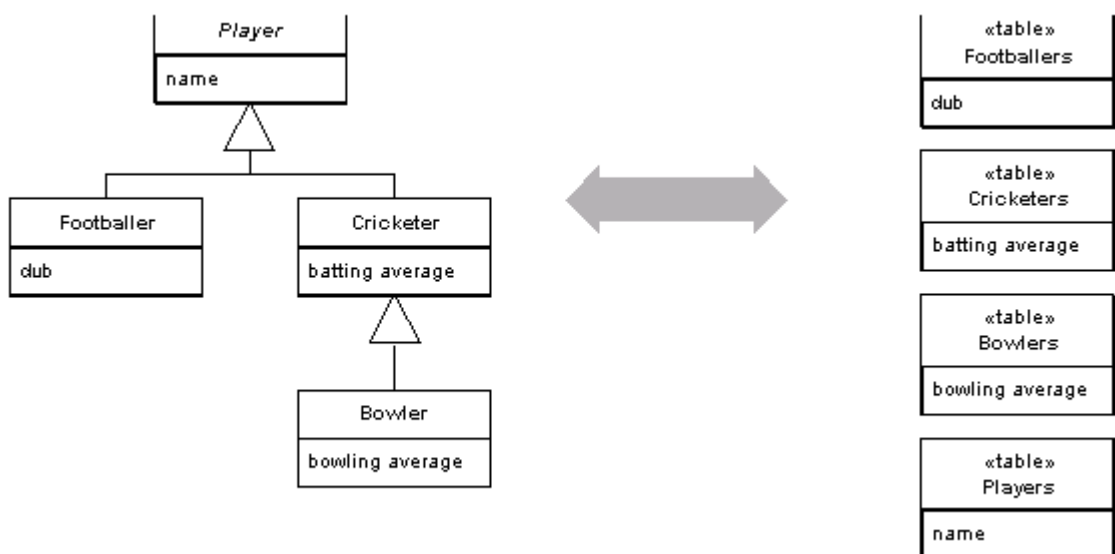 Player
name
Footballer
club
Cricketer
batting average
Bowler
bowling average
«table»
Footballers
club
«table»
Cricketers
batting average
«table»
Bowlers
bowling average
«table»
Players
name